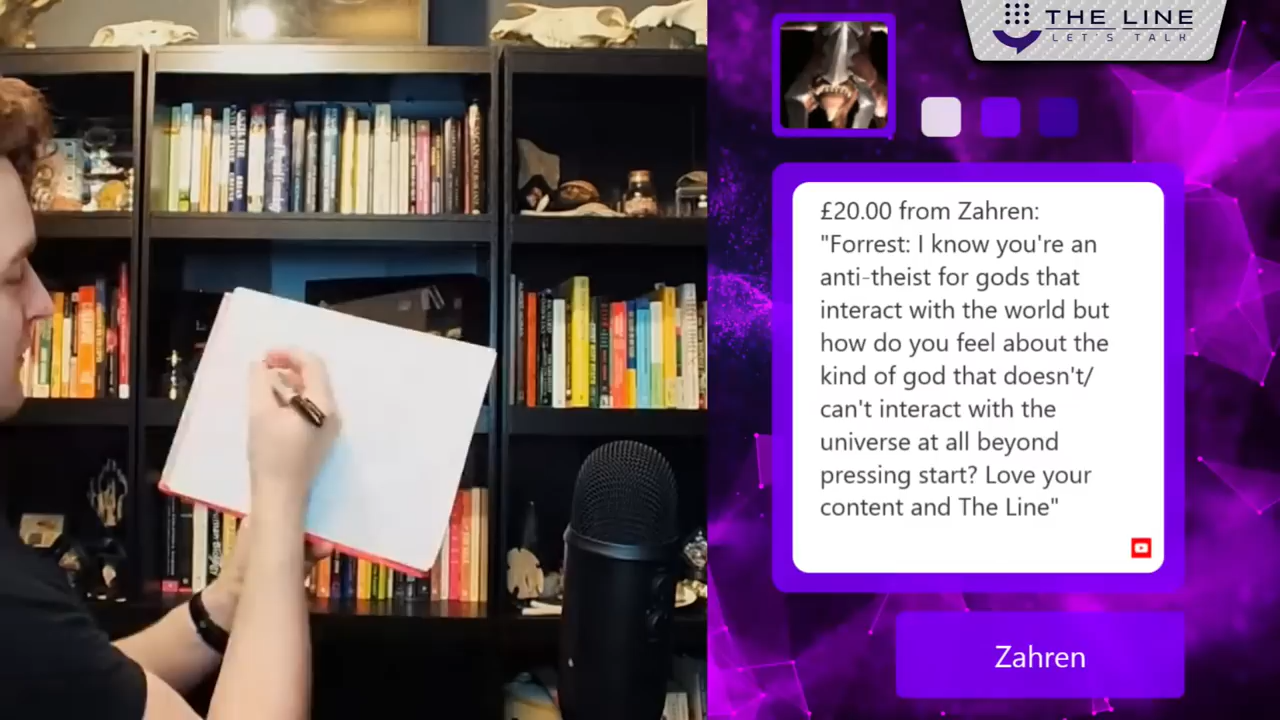 THE LINE
LET'S TALK
£20.00 from Zahren:
"Forrest: I know you're an
anti-theist for gods that
interact with the world but
how do you feel about the
kind of god that doesn't/
can't interact with the
universe at all beyond
pressing start? Love your
content and The Line"
Zahren